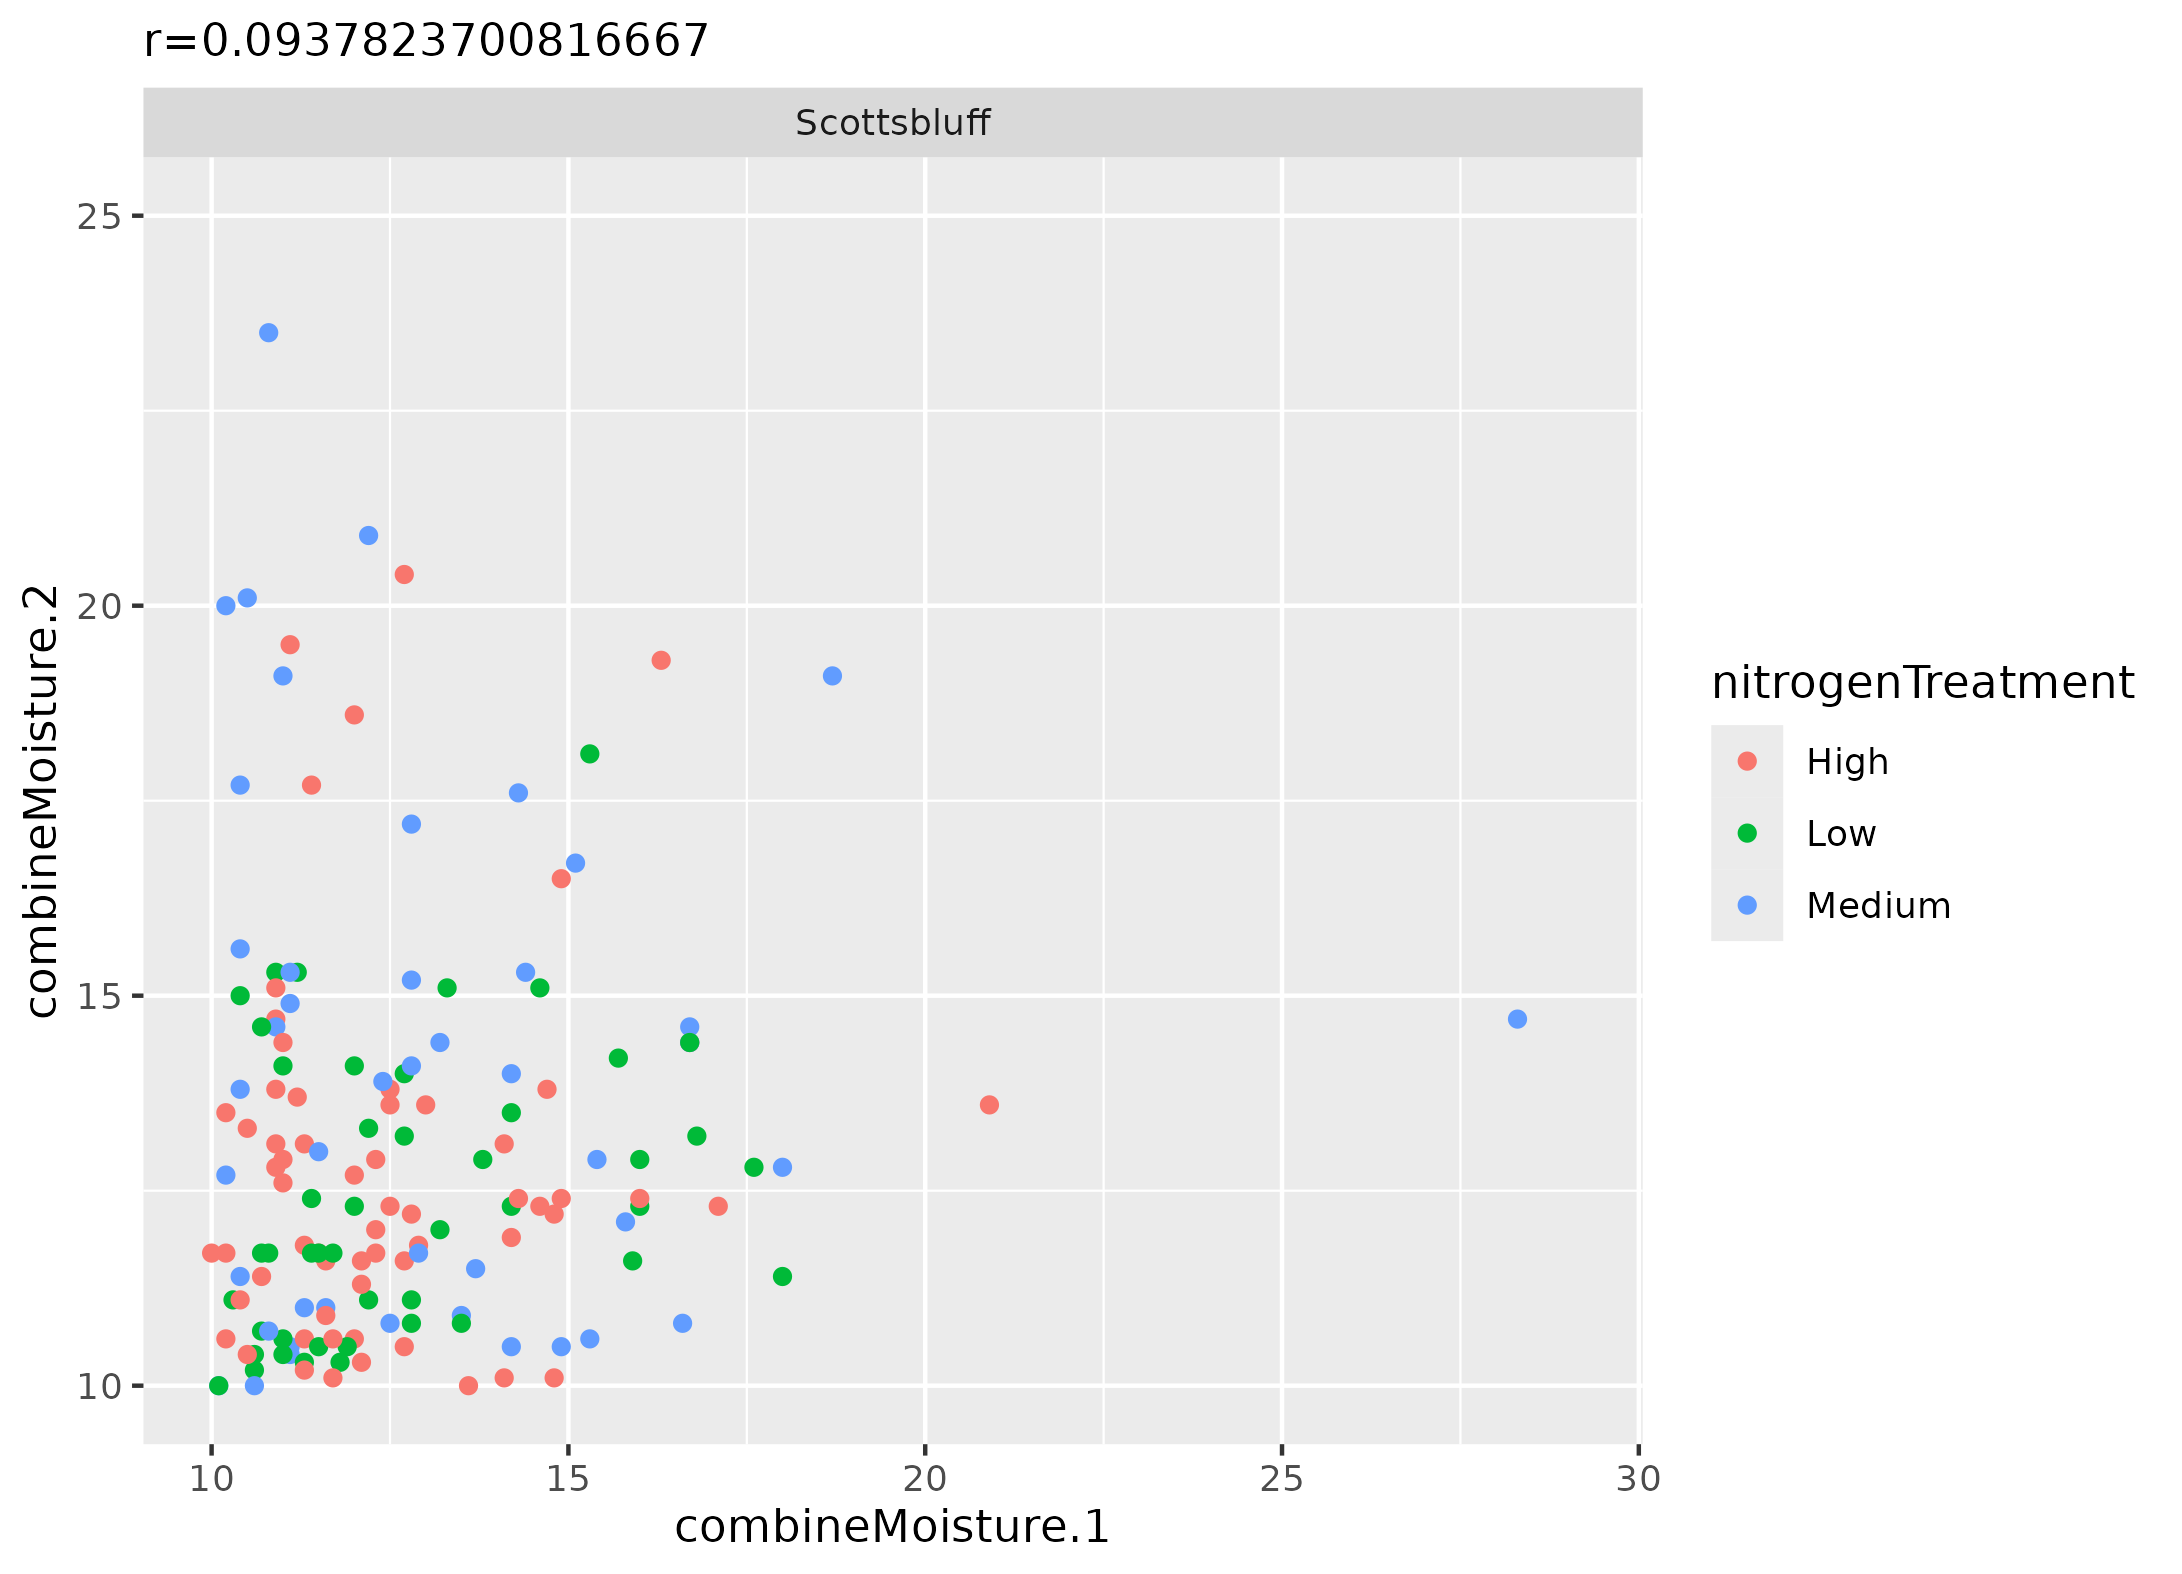 r=0.0937823700816667
Scottsbluff
25
20
15
10
combineMoisture.2
10 15 20 25 30
combineMoisture.1
nitrogenTreatment
High
Low
Medium